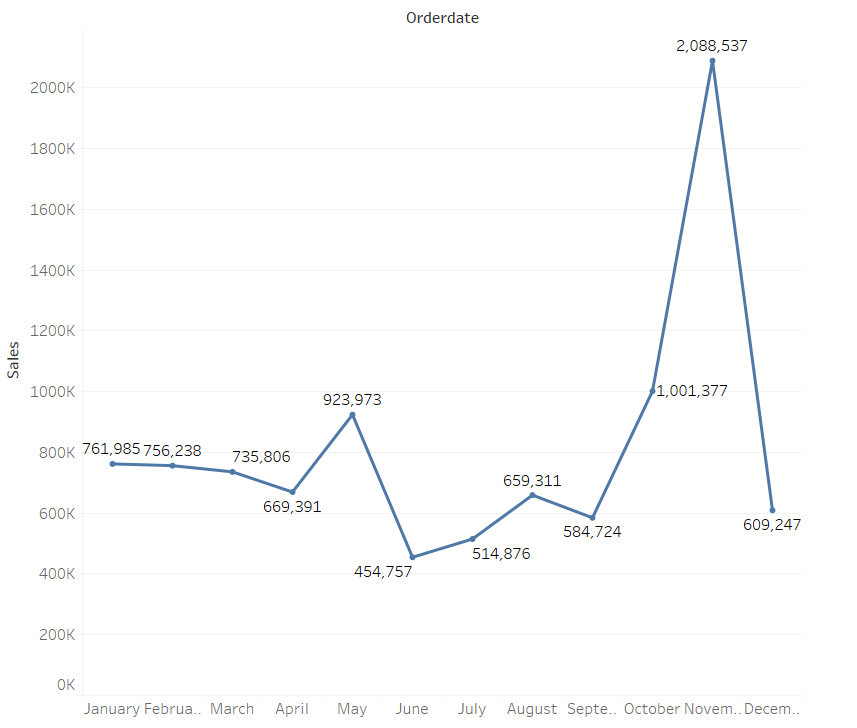 Orderdate
2,088,537
2000K
1800K
1600K
1400K
1200K
Sales
1000K
923,973
1,001,377
800K
761,985 756,238
735,806
669,391
659,311
600K
584,724
609,247
514,876
454,757
400K
200K
0K
January Februa.. March April May June July August Septe.. October Novem.. Decem..